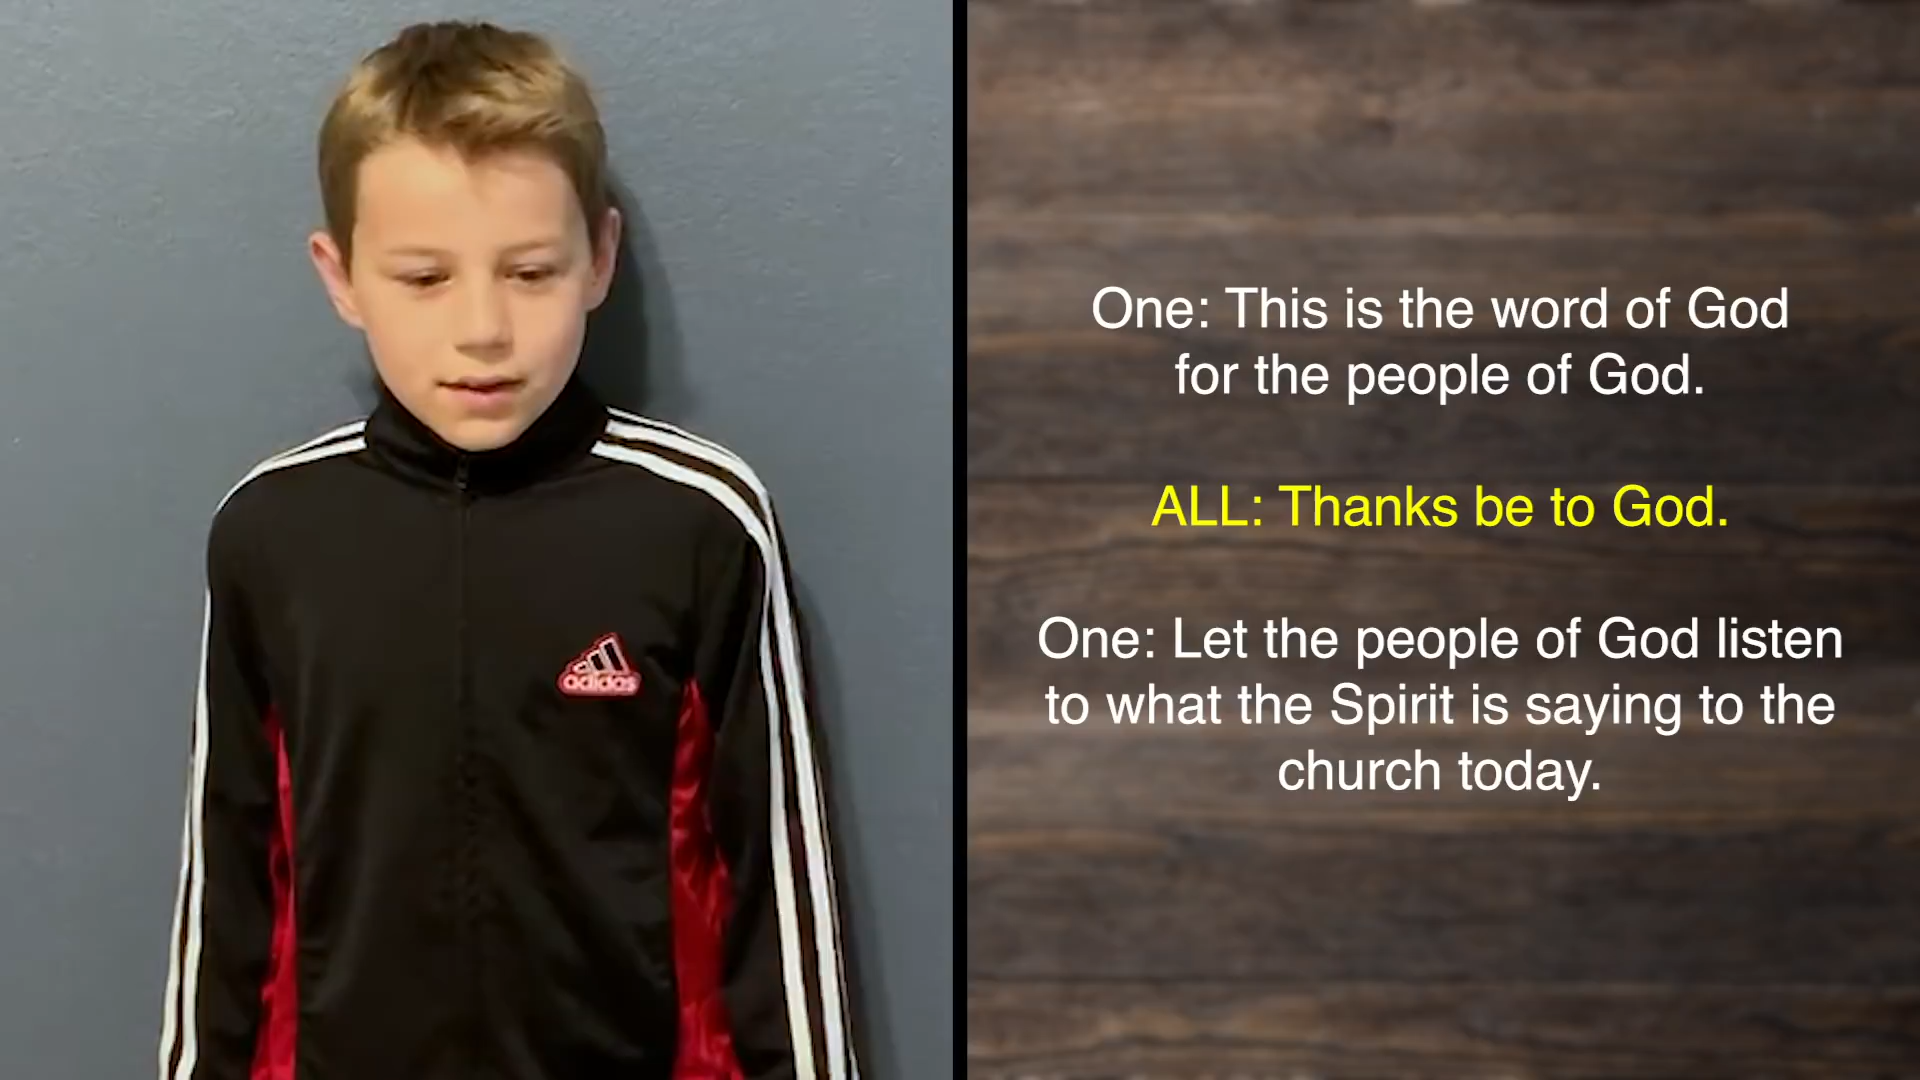 adidas
One: This is the word of God
for the people of God.
ALL: Thanks be to God.
One: Let the people of God listen
to what the Spirit is saying to the
church today.